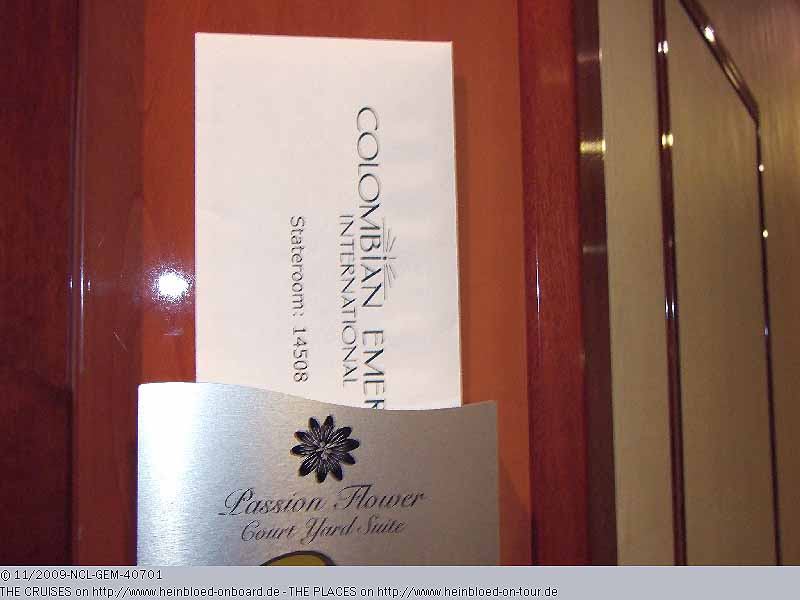 COLOMBIAN EMER
INTERNATIONAL
Stateroom: 14508
Passion Flower
Court Yard Suite
© 11/2009-NCL-GEM-40701
THE CRUISES on http://www.heinbloed-onboard.de - THE PLACES on http://www.heinbloed-on-tour.de